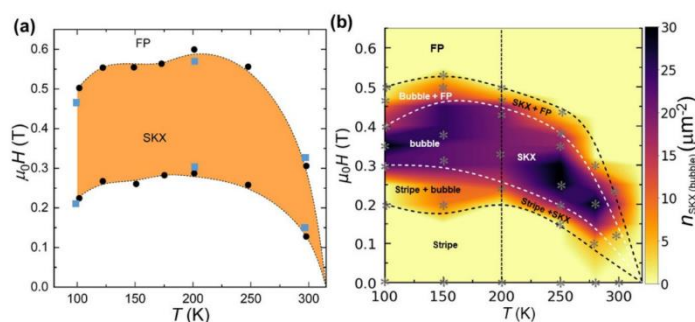 (a)
FP
SKX
μ₀H (T)
0.6
0.5
0.4
0.3
0.2
0.1
0.0
100 150 200 250 300
T (K)
(b)
FP
Bubble + FP
SKX + FP
bubble
SKX
Stripe + bubble
Stripe +SKX
Stripe
μ₀H (T)
0.6
0.5
0.4
0.3
0.2
0.1
0.0
100 150 200 250 300
T (K)
30
25
20
15
10
5
0
nSKX (bubble) (μm⁻²)